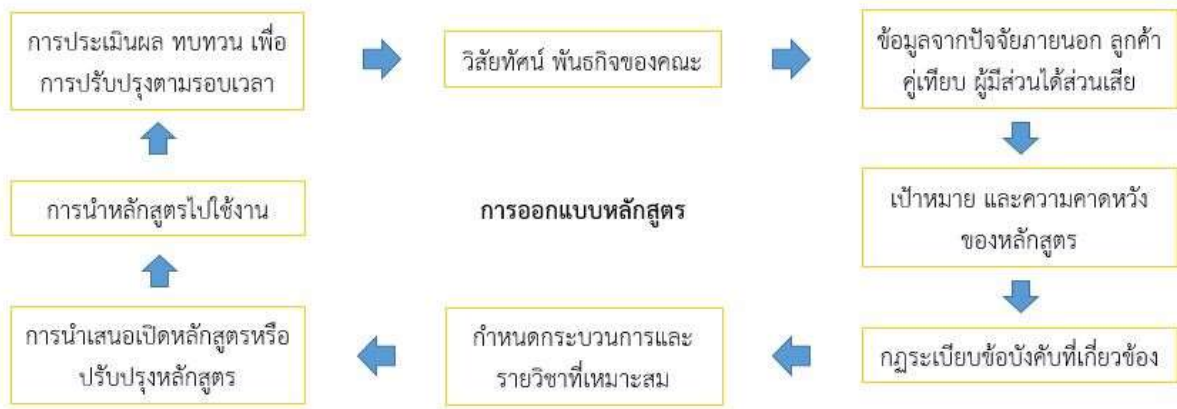 การประเมินผล ทบทวน เพื่อ
การปรับปรุงตามรอบเวลา
วิสัยทัศน์ พันธกิจของคณะ
ข้อมูลจากปัจจัยภายนอก ลูกค้า
คู่เทียบ ผู้มีส่วนได้ส่วนเสีย
การนำหลักสูตรไปใช้งาน
การออกแบบหลักสูตร
เป้าหมาย และความคาดหวัง
ของหลักสูตร
การนำเสนอเปิดหลักสูตรหรือ
ปรับปรุงหลักสูตร
กำหนดกระบวนการและ
รายวิชาที่เหมาะสม
กฎระเบียบข้อบังคับที่เกี่ยวข้อง